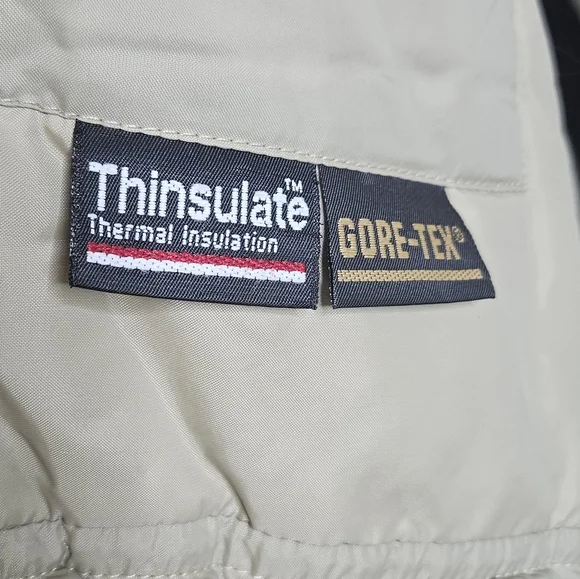 Thinsulate™
Thermal Insulation
GORE-TEX®